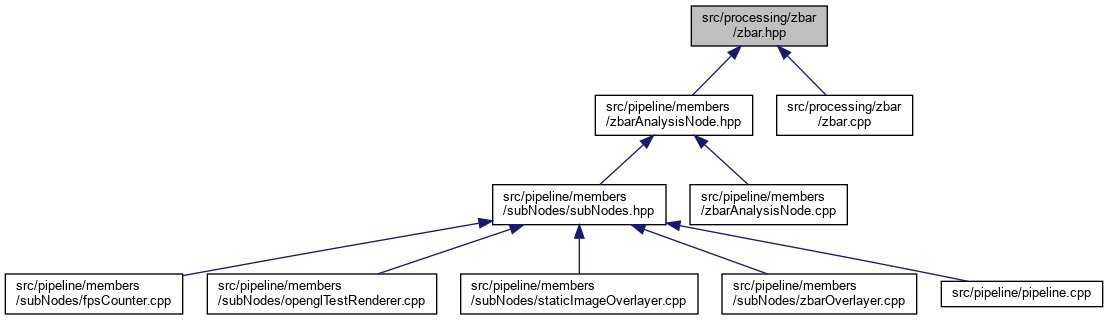 src/processing/zbar
/zbar.hpp
src/pipeline/members
/zbarAnalysisNode.hpp
src/processing/zbar
/zbar.cpp
src/pipeline/members
/subNodes/subNodes.hpp
src/pipeline/members
/zbarAnalysisNode.cpp
src/pipeline/members
/subNodes/fpsCounter.cpp
src/pipeline/members
/subNodes/openglTestRenderer.cpp
src/pipeline/members
/subNodes/staticImageOverlayer.cpp
src/pipeline/members
/subNodes/zbarOverlayer.cpp
src/pipeline/pipeline.cpp